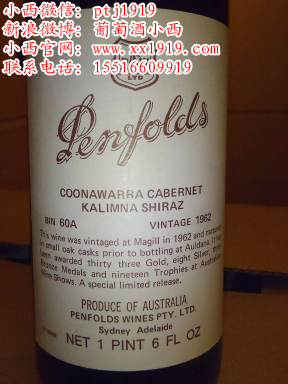 小西微信：ptj1919
新浪微博：葡萄酒小西
小西官网：www.xx1919.com
联系电话：15516609919
LTD
Penfolds
COONAWARRA CABERNET
KALIMNA SHIRAZ
BIN 60A VINTAGE 1962
This wine was vintaged at Magill in 1962 and matured
in small oak casks prior to bottling at Auldana. It has
been awarded thirty three Gold, eight Silver, three
Bronze Medals and nineteen Trophies at Australian
Wine Shows. A special limited release.
PRODUCE OF AUSTRALIA
PENFOLDS WINES PTY. LTD.
Sydney Adelaide
NET 1 PINT 6 FL OZ